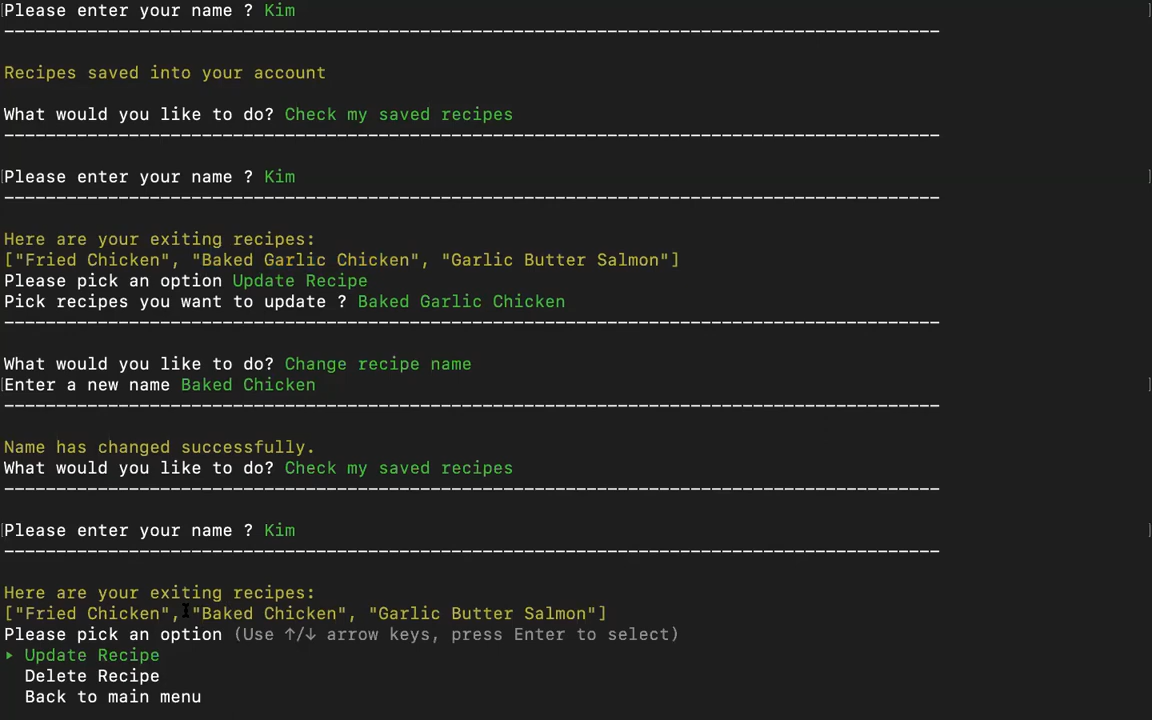 Please enter your name ? Kim
------------------------------------------------------------------------------------------
Recipes saved into your account
What would you like to do? Check my saved recipes
------------------------------------------------------------------------------------------
Please enter your name ? Kim
------------------------------------------------------------------------------------------
Here are your exiting recipes:
["Fried Chicken", "Baked Garlic Chicken", "Garlic Butter Salmon"]
Please pick an option Update Recipe
Pick recipes you want to update ? Baked Garlic Chicken
------------------------------------------------------------------------------------------
What would you like to do? Change recipe name
Enter a new name Baked Chicken
------------------------------------------------------------------------------------------
Name has changed successfully.
What would you like to do? Check my saved recipes
------------------------------------------------------------------------------------------
Please enter your name ? Kim
------------------------------------------------------------------------------------------
Here are your exiting recipes:
["Fried Chicken", "Baked Chicken", "Garlic Butter Salmon"]
Please pick an option (Use ↑/↓ arrow keys, press Enter to select)
‣ Update Recipe
Delete Recipe
Back to main menu